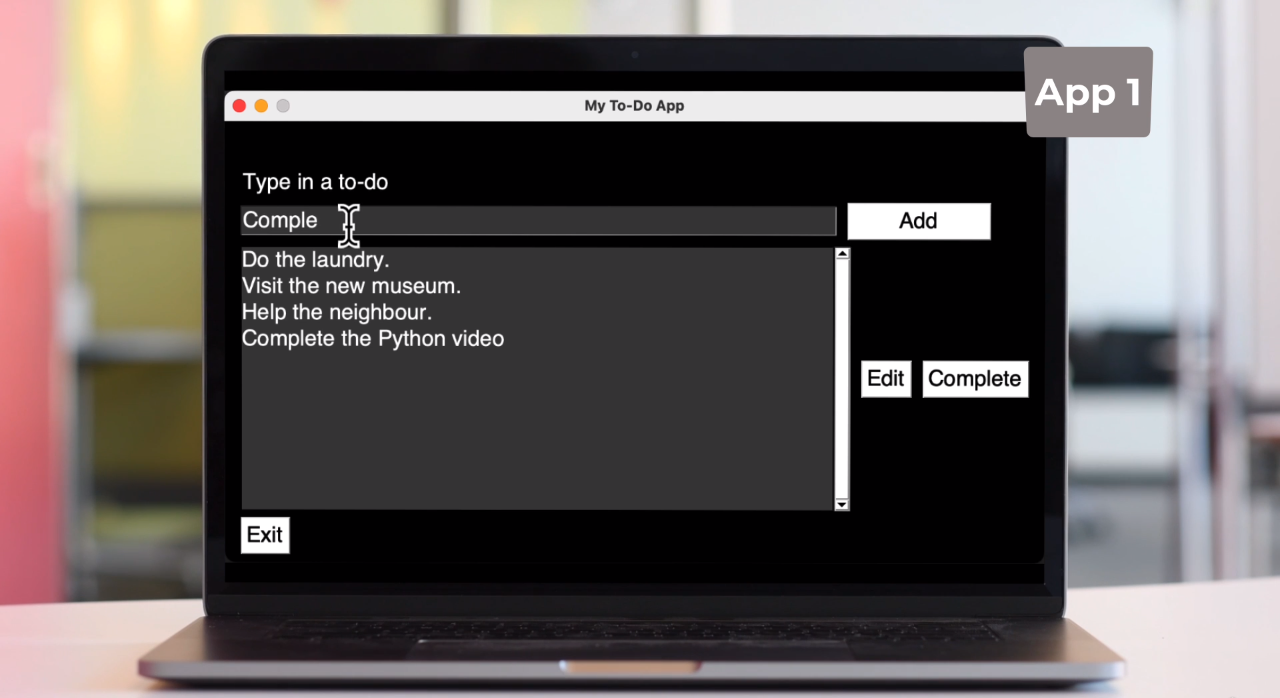 App 1
My To-Do App
Type in a to-do
Comple
Add
Do the laundry.
Visit the new museum.
Help the neighbour.
Complete the Python video
Edit
Complete
Exit